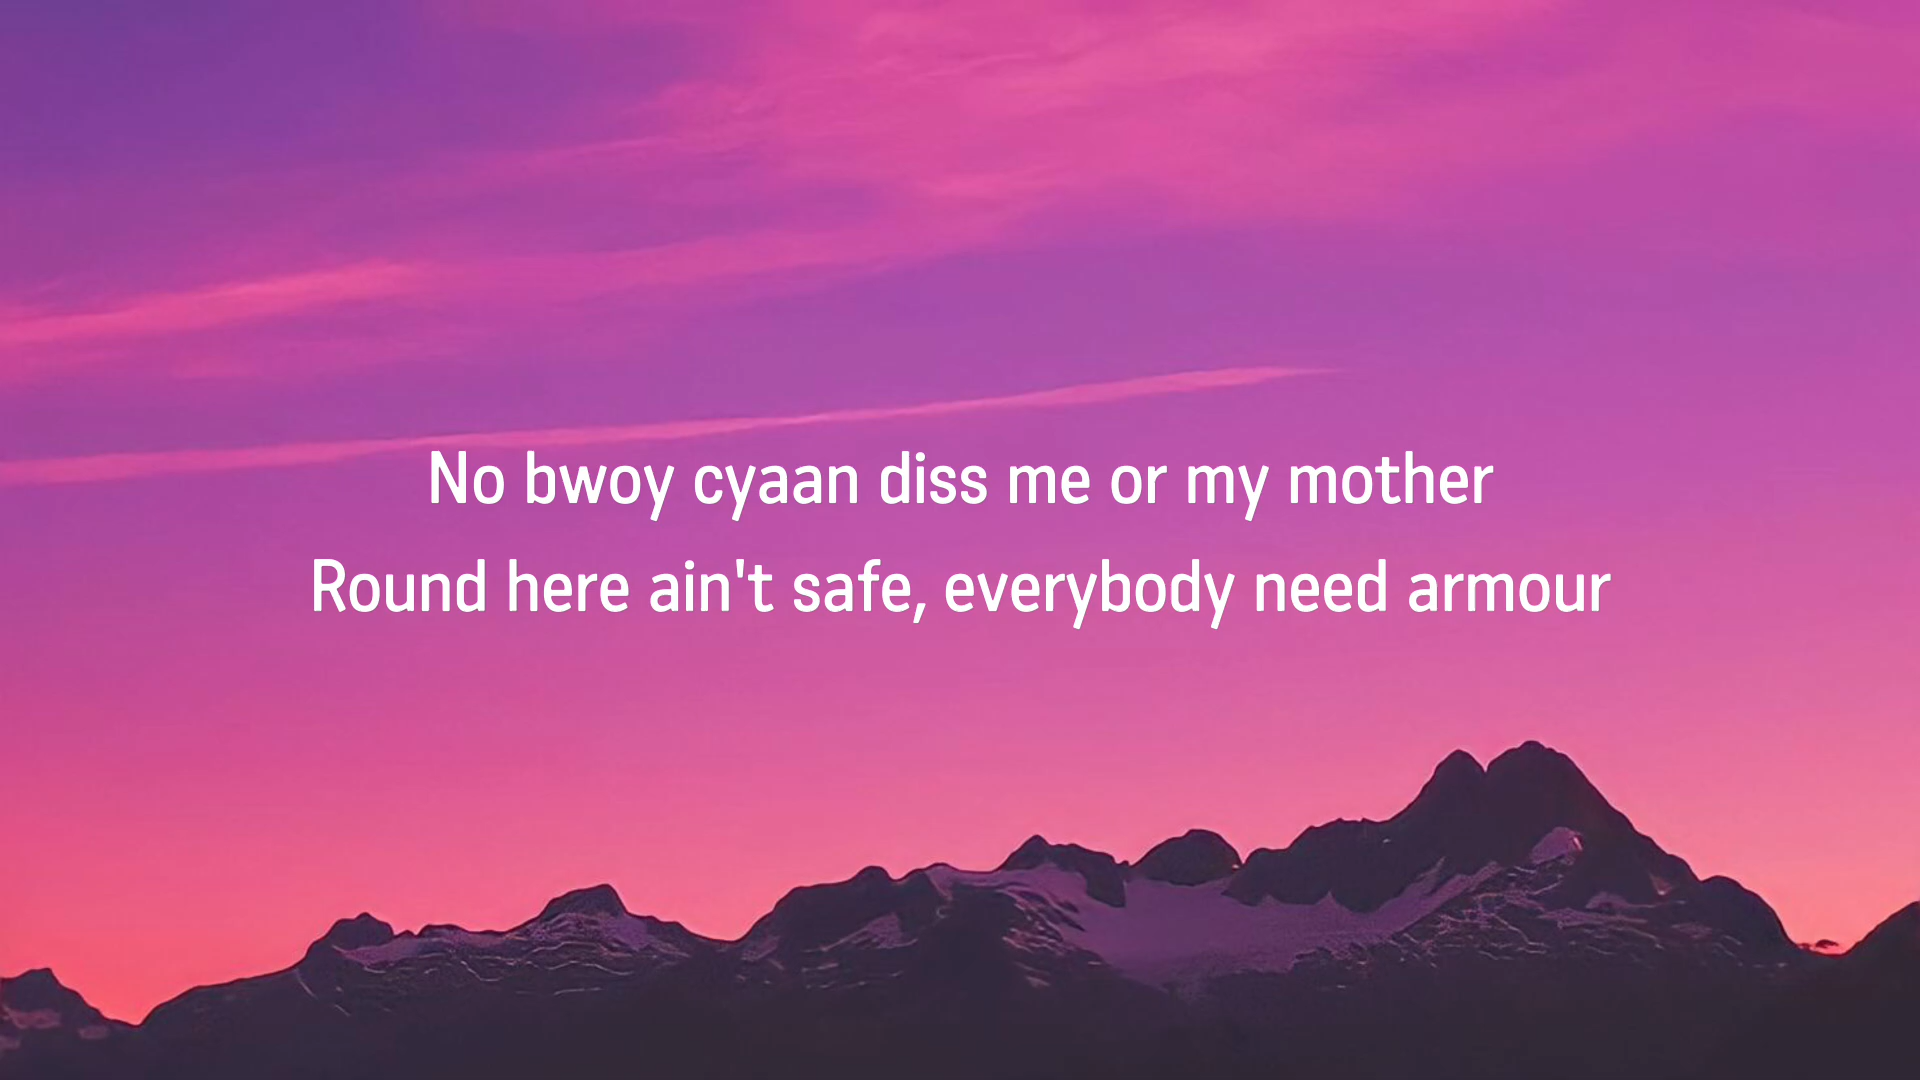 No bwoy cyaan diss me or my mother
Round here ain't safe, everybody need armour